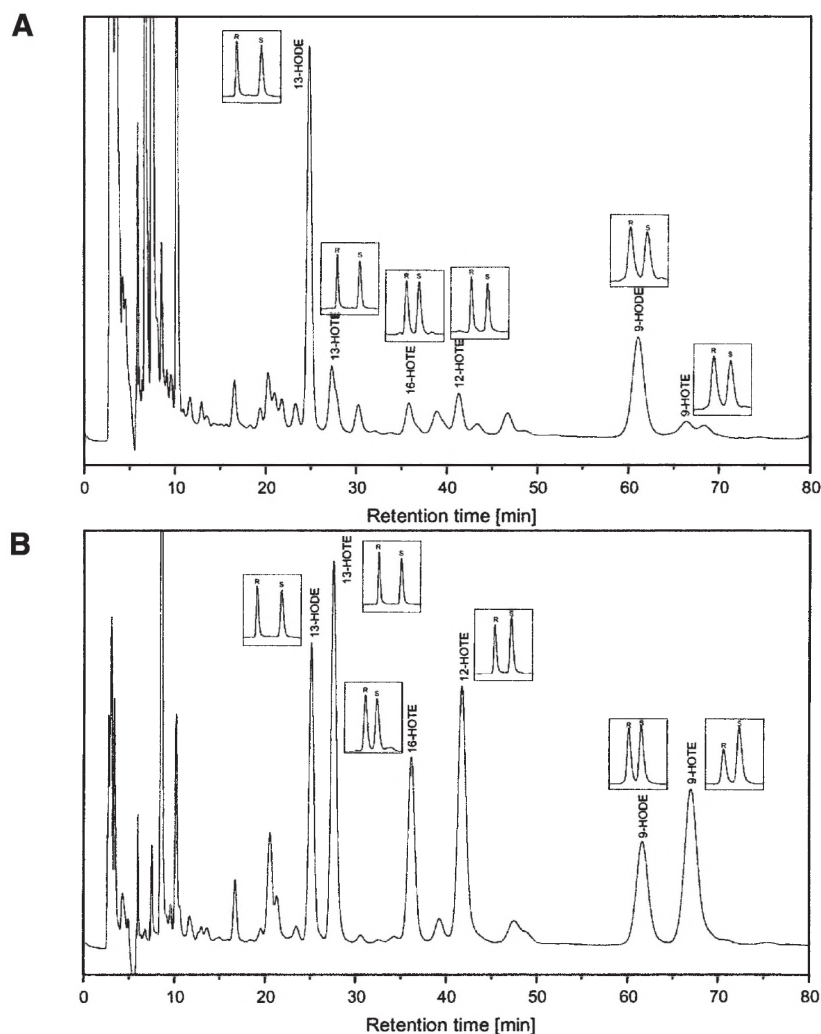 A
R S
13-HODE
R S
13-HOTE
R S
16-HOTE
R S
12-HOTE
R S
9-HODE
R S
9-HOTE
0 10 20 30 40 50 60 70 80
Retention time [min]
B
R S
13-HODE
13-HOTE
R S
R S
16-HOTE
12-HOTE
R S
R S
9-HODE
9-HOTE
R S
0 10 20 30 40 50 60 70 80
Retention time [min]